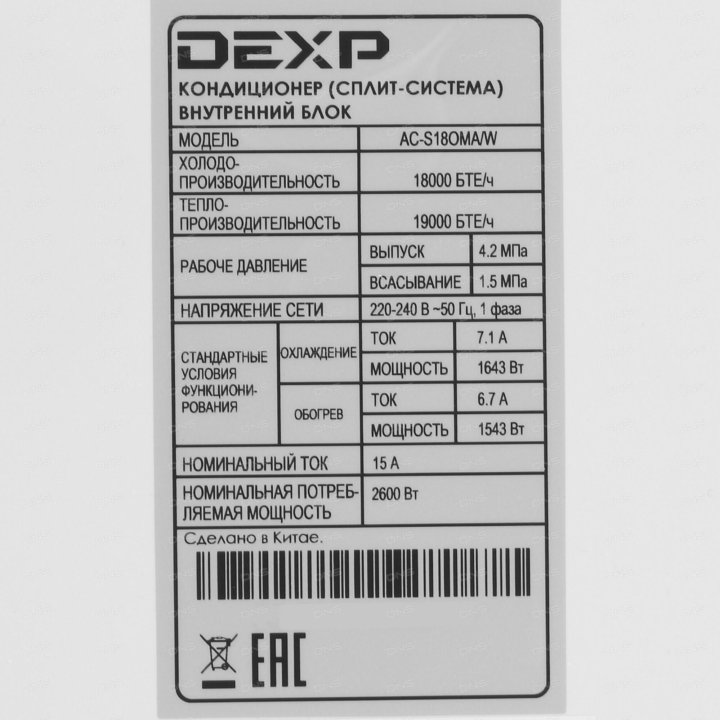 DEXP
КОНДИЦИОНЕР (СПЛИТ-СИСТЕМА)
ВНУТРЕННИЙ БЛОК
МОДЕЛЬ AC-S18OMA/W
ХОЛОДО-
ПРОИЗВОДИТЕЛЬНОСТЬ 18000 БТЕ/ч
ТЕПЛО-
ПРОИЗВОДИТЕЛЬНОСТЬ 19000 БТЕ/ч
РАБОЧЕ ДАВЛЕНИЕ
ВЫПУСК 4.2 МПа
ВСАСЫВАНИЕ 1.5 МПа
НАПРЯЖЕНИЕ СЕТИ 220-240 В ~50 Гц, 1 фаза
СТАНДАРТНЫЕ
УСЛОВИЯ
ФУНКЦИОНИ-
РОВАНИЯ
ОХЛАЖДЕНИЕ
ТОК 7.1 А
МОЩНОСТЬ 1643 Вт
ОБОГРЕВ
ТОК 6.7 А
МОЩНОСТЬ 1543 Вт
НОМИНАЛЬНЫЙ ТОК 15 А
НОМИНАЛЬНАЯ ПОТРЕБ-
ЛЯЕМАЯ МОЩНОСТЬ 2600 Вт
Сделано в Китае.
EAC